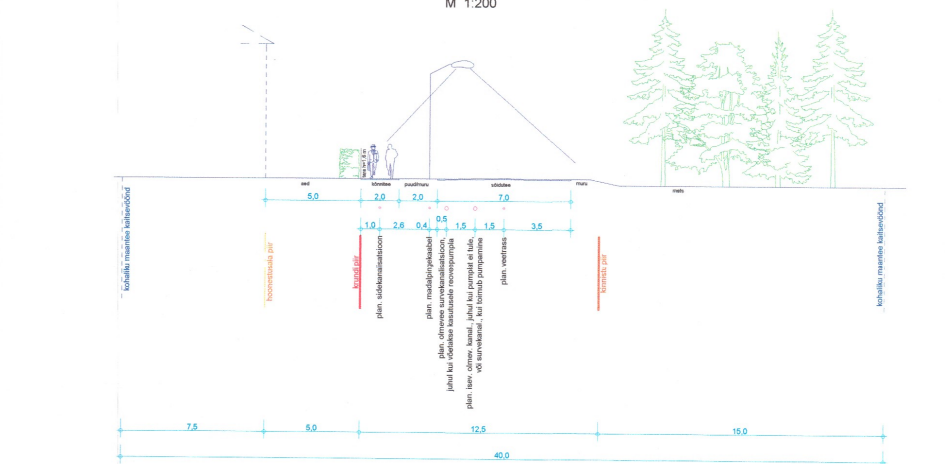 M 1:200
aed
kõnnitee
puud/muru
sõidutee
muru
mets
5,0
2,0
2,0
7,0
0,5
1,0
2,6
0,4
1,5
1,5
3,5
kohaliku maantee kaitsevöönd
hoonestusala piir
krundi piir
plan. sidekanalisatsioon
plan. madalpingekaabel
plan. olmevee survekanalisatsioon,
juhul kui võetakse kasutusele reoveepumpla
plan. isev. olmev. kanal., juhul kui pumplat ei tule,
või survekanal., kui toimub pumpamine
plan. veetrass
kinnistu piir
kohaliku maantee kaitsevöönd
7,5
5,0
12,5
15,0
40,0